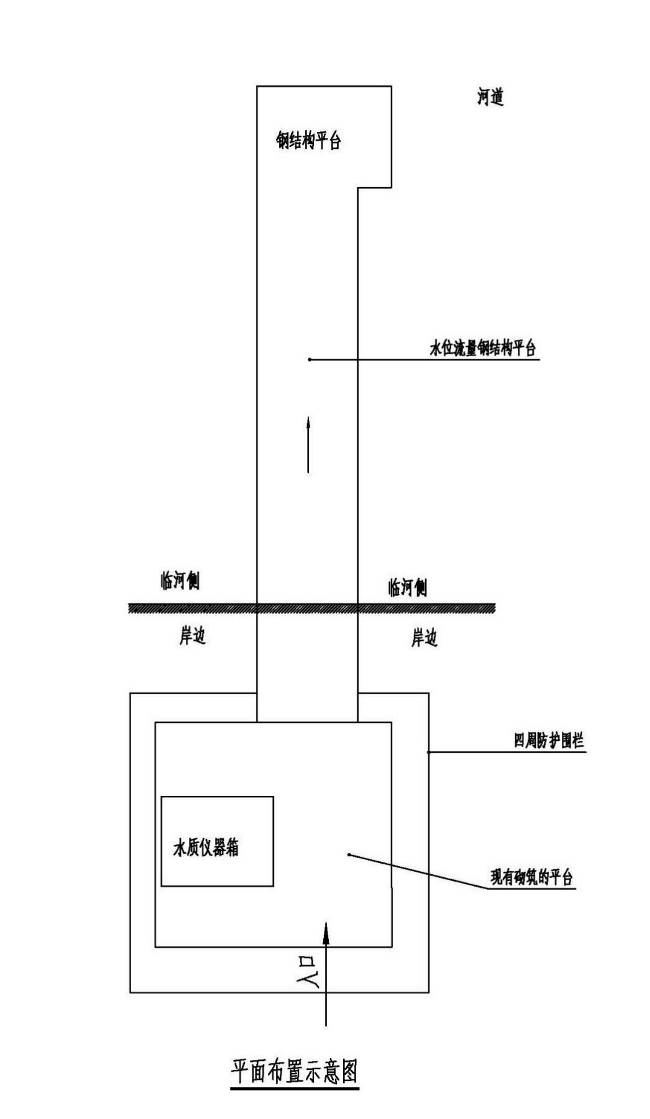 河道
钢结构平台
水位流量钢结构平台
临河侧
临河侧
岸边
岸边
四周防护围栏
水质仪器箱
现有砌筑的平台
入口
平面布置示意图